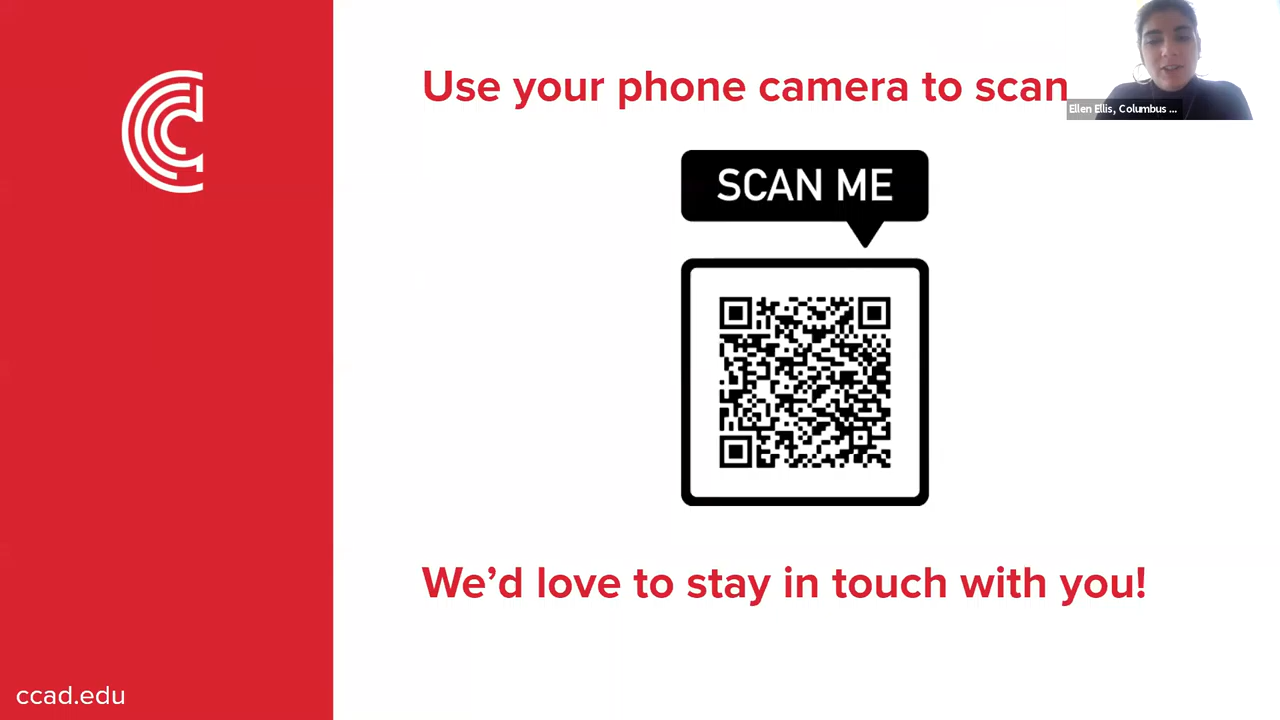 Use your phone camera to scan
Ellen Ellis, Columbus ...
SCAN ME
We’d love to stay in touch with you!
ccad.edu